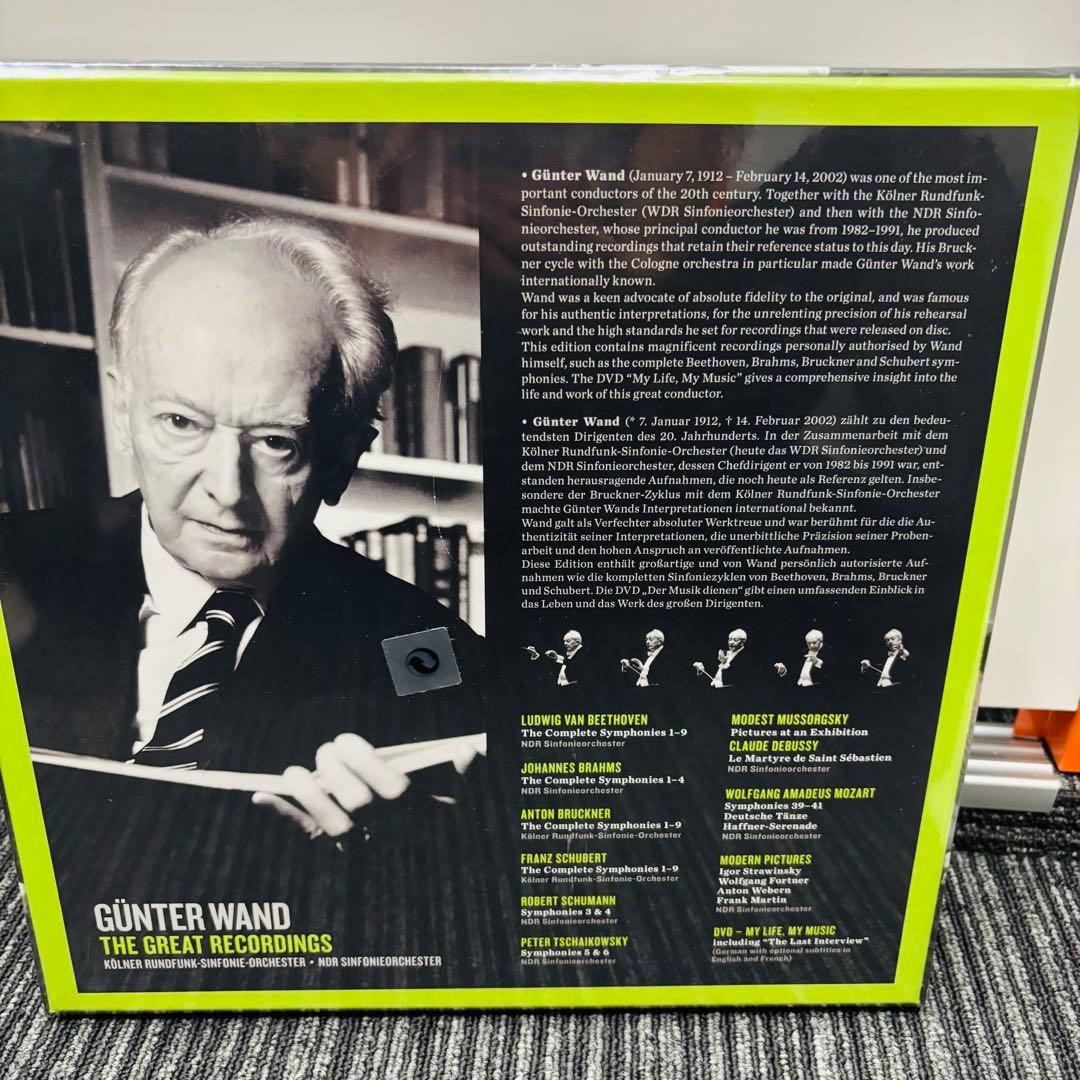 • Günter Wand (January 7, 1912 – February 14, 2002) was one of the most im-
portant conductors of the 20th century. Together with the Kölner Rundfunk-
Sinfonie-Orchester (WDR Sinfonieorchester) and then with the NDR Sinfo-
nieorchester, whose principal conductor he was from 1982–1991, he produced
outstanding recordings that retain their reference status to this day. His Bruck-
ner cycle with the Cologne orchestra in particular made Günter Wand's work
internationally known.
Wand was a keen advocate of absolute fidelity to the original, and was famous
for his authentic interpretations, for the unrelenting precision of his rehearsal
work and the high standards he set for recordings that were released on disc.
This edition contains magnificent recordings personally authorised by Wand
himself, such as the complete Beethoven, Brahms, Bruckner and Schubert sym-
phonies. The DVD "My Life, My Music" gives a comprehensive insight into the
life and work of this great conductor.
• Günter Wand (* 7. Januar 1912, † 14. Februar 2002) zählt zu den bedeu-
tendsten Dirigenten des 20. Jahrhunderts. In der Zusammenarbeit mit dem
Kölner Rundfunk-Sinfonie-Orchester (heute das WDR Sinfonieorchester) und
dem NDR Sinfonieorchester, dessen Chefdirigent er von 1982 bis 1991 war, ent-
standen herausragende Aufnahmen, die noch heute als Referenz gelten. Insbe-
sondere der Bruckner-Zyklus mit dem Kölner Rundfunk-Sinfonie-Orchester
machte Günter Wands Interpretationen international bekannt.
Wand galt als Verfechter absoluter Werktreue und war berühmt für die die Au-
thentizität seiner Interpretationen, die unerbittliche Präzision seiner Proben-
arbeit und den hohen Anspruch an veröffentlichte Aufnahmen.
Diese Edition enthält großartige und von Wand persönlich autorisierte Auf-
nahmen wie die kompletten Sinfoniezyklen von Beethoven, Brahms, Bruckner
und Schubert. Die DVD „Der Musik dienen“ gibt einen umfassenden Einblick in
das Leben und das Werk des großen Dirigenten.
LUDWIG VAN BEETHOVEN
The Complete Symphonies 1–9
NDR Sinfonieorchester
JOHANNES BRAHMS
The Complete Symphonies 1–4
NDR Sinfonieorchester
ANTON BRUCKNER
The Complete Symphonies 1–9
Kölner Rundfunk-Sinfonie-Orchester
FRANZ SCHUBERT
The Complete Symphonies 1–9
Kölner Rundfunk-Sinfonie-Orchester
ROBERT SCHUMANN
Symphonies 3 & 4
NDR Sinfonieorchester
PETER TSCHAIKOWSKY
Symphonies 5 & 6
NDR Sinfonieorchester
MODEST MUSSORGSKY
Pictures at an Exhibition
CLAUDE DEBUSSY
Le Martyre de Saint Sébastien
NDR Sinfonieorchester
WOLFGANG AMADEUS MOZART
Symphonies 39–41
Deutsche Tänze
Haffner-Serenade
NDR Sinfonieorchester
MODERN PICTURES
Igor Strawinsky
Wolfgang Fortner
Anton Webern
Frank Martin
NDR Sinfonieorchester
DVD – MY LIFE, MY MUSIC
including "The Last Interview"
(German with optional subtitles in
English and French)
GÜNTER WAND
THE GREAT RECORDINGS
KÖLNER RUNDFUNK-SINFONIE-ORCHESTER • NDR SINFONIEORCHESTER